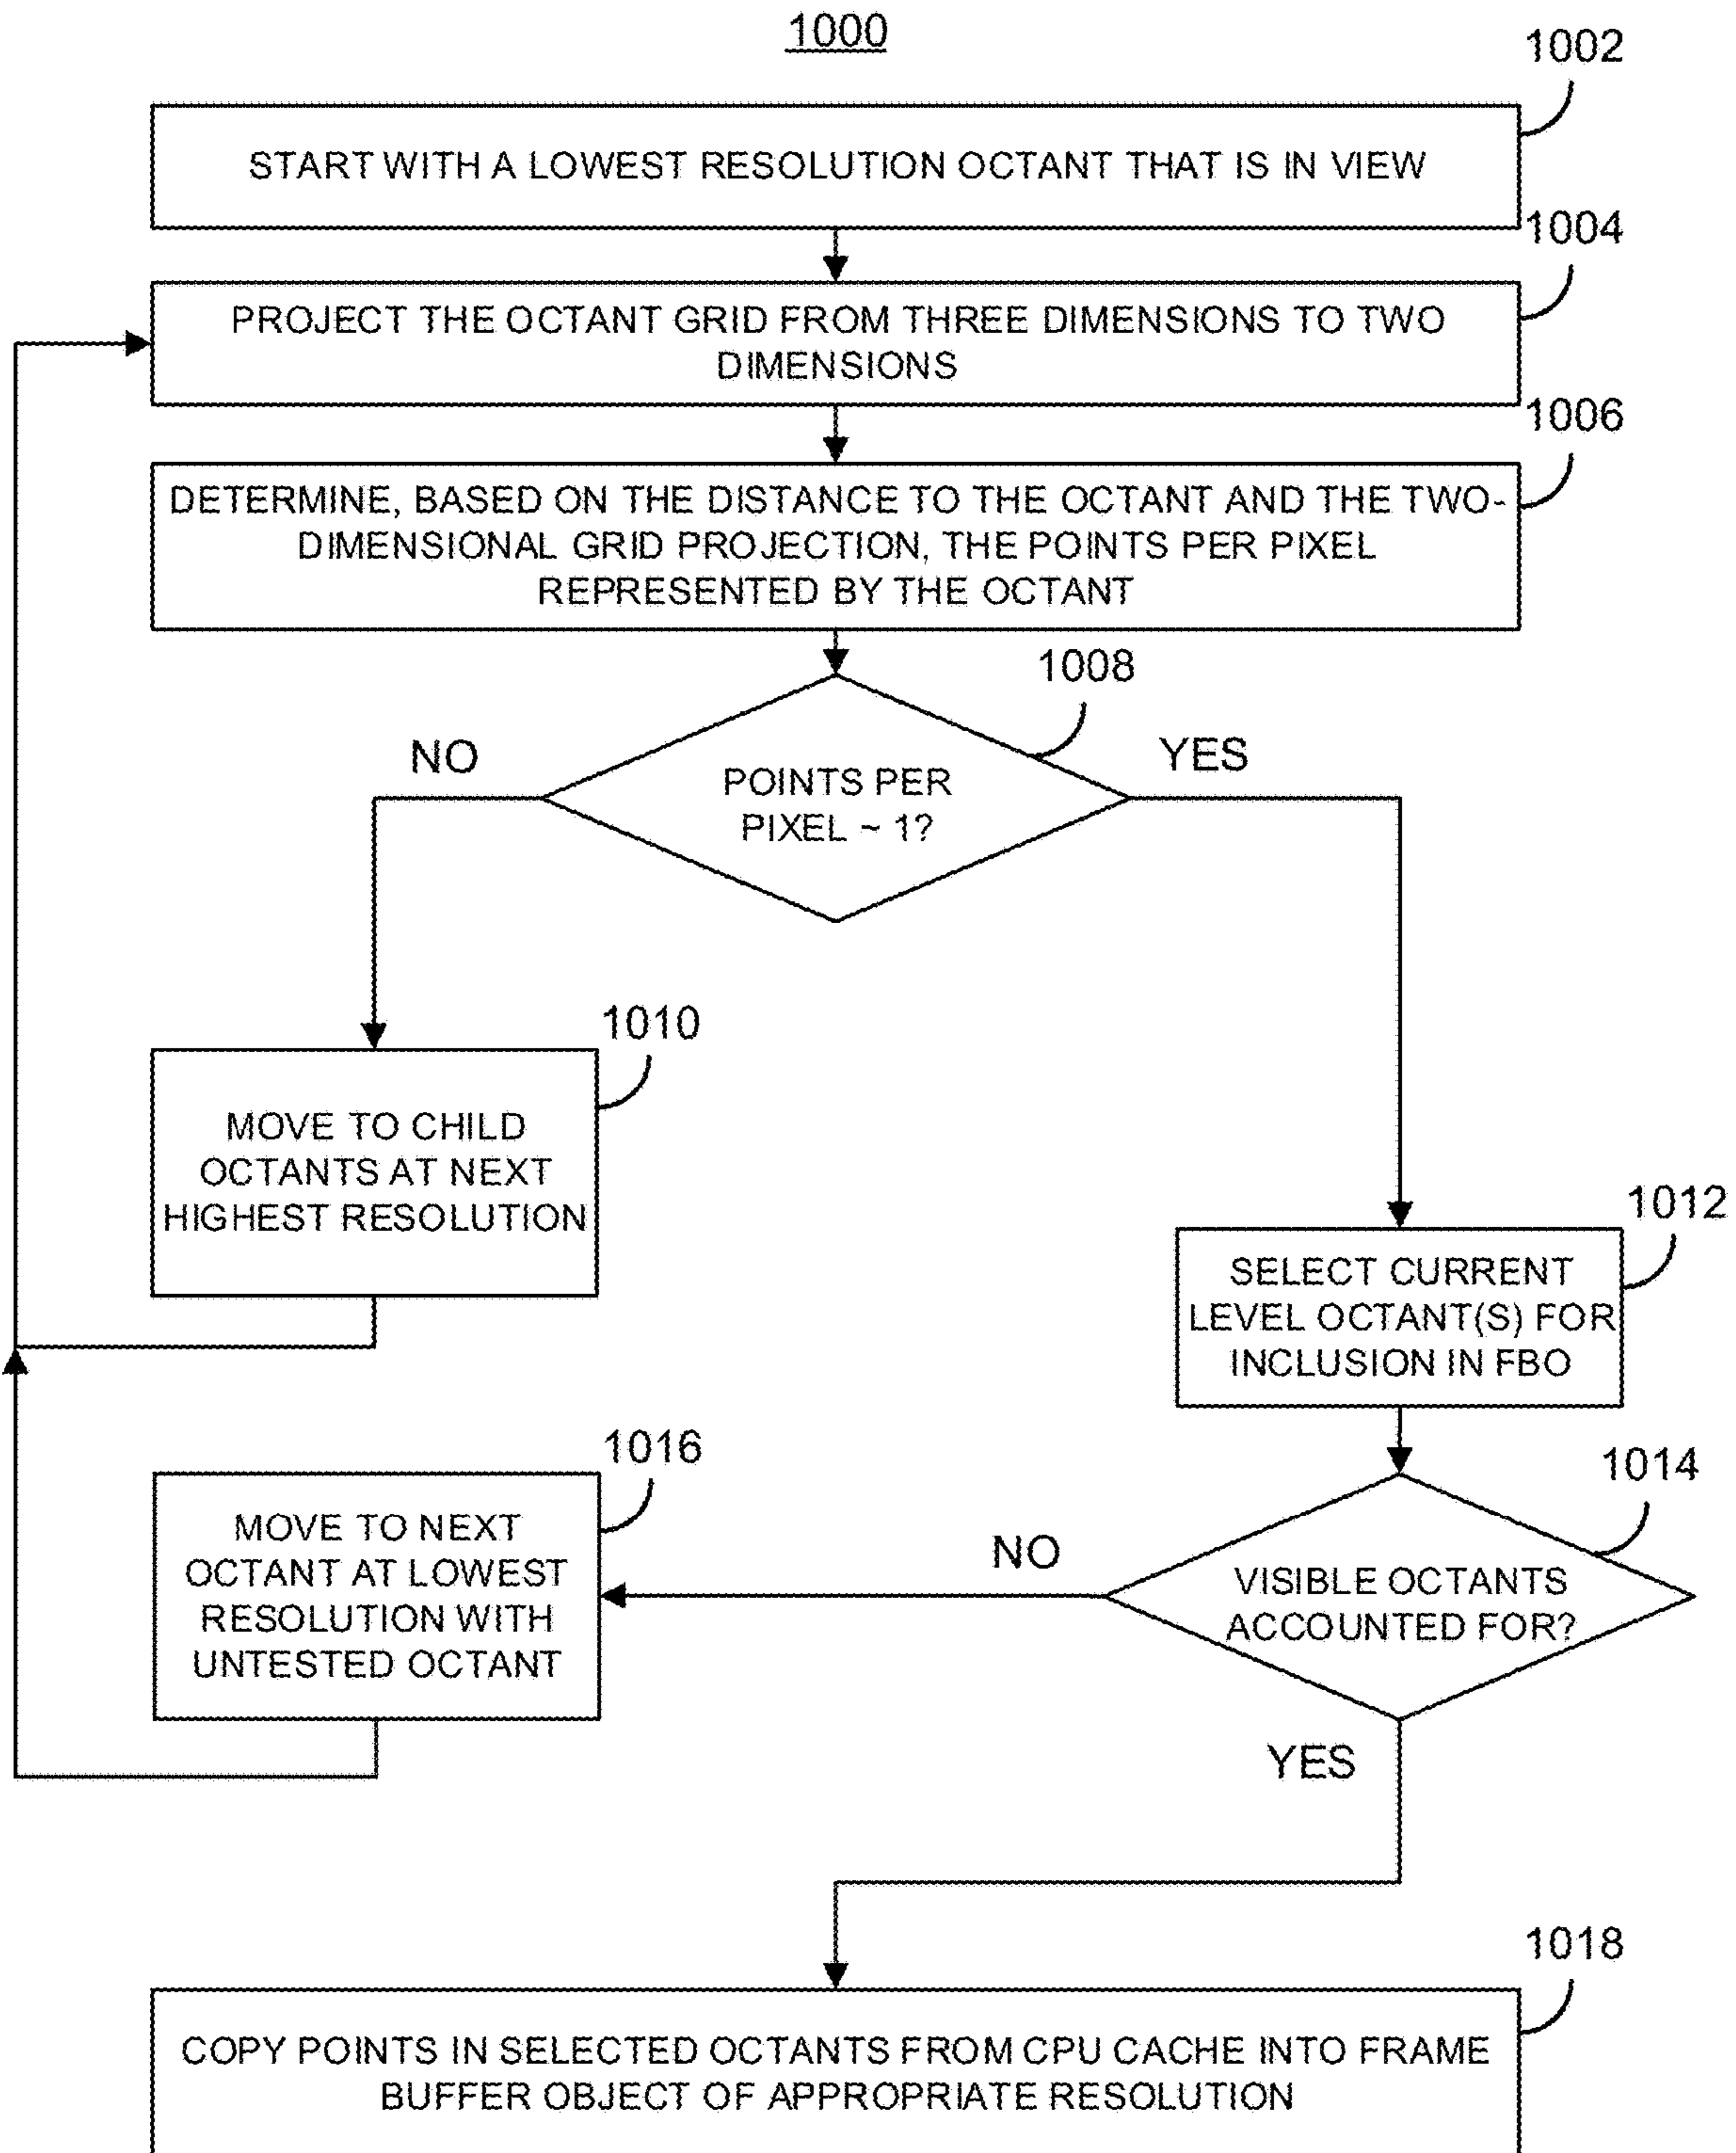 1000
1002
START WITH A LOWEST RESOLUTION OCTANT THAT IS IN VIEW
1004
PROJECT THE OCTANT GRID FROM THREE DIMENSIONS TO TWO
DIMENSIONS
1006
DETERMINE, BASED ON THE DISTANCE TO THE OCTANT AND THE TWO-
DIMENSIONAL GRID PROJECTION, THE POINTS PER PIXEL
REPRESENTED BY THE OCTANT
1008
NO
YES
POINTS PER
PIXEL ~ 1?
1010
MOVE TO CHILD
OCTANTS AT NEXT
HIGHEST RESOLUTION
1012
SELECT CURRENT
LEVEL OCTANT(S) FOR
INCLUSION IN FBO
1014
VISIBLE OCTANTS
ACCOUNTED FOR?
NO
1016
MOVE TO NEXT
OCTANT AT LOWEST
RESOLUTION WITH
UNTESTED OCTANT
YES
1018
COPY POINTS IN SELECTED OCTANTS FROM CPU CACHE INTO FRAME
BUFFER OBJECT OF APPROPRIATE RESOLUTION